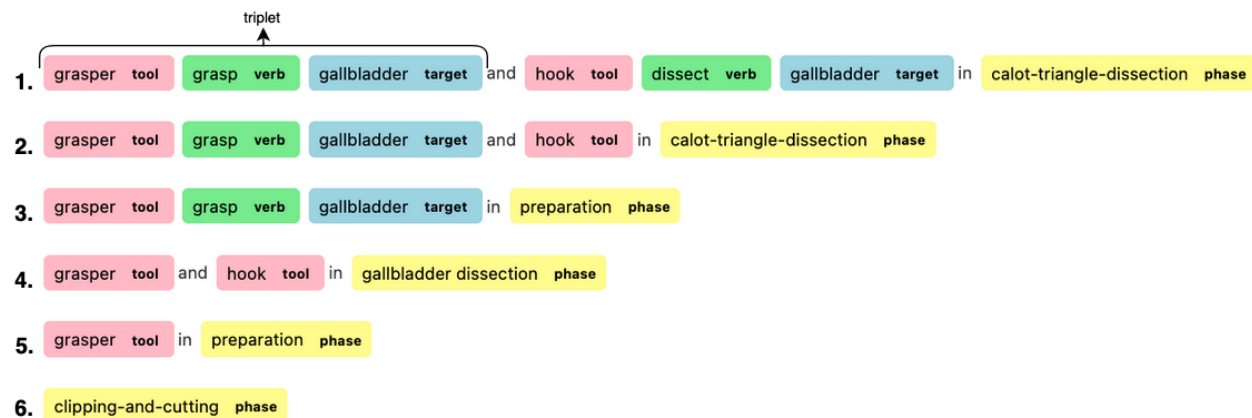 triplet
1. grasper tool grasp verb gallbladder target and hook tool dissect verb gallbladder target in calot-triangle-dissection phase
2. grasper tool grasp verb gallbladder target and hook tool in calot-triangle-dissection phase
3. grasper tool grasp verb gallbladder target in preparation phase
4. grasper tool and hook tool in gallbladder dissection phase
5. grasper tool in preparation phase
6. clipping-and-cutting phase